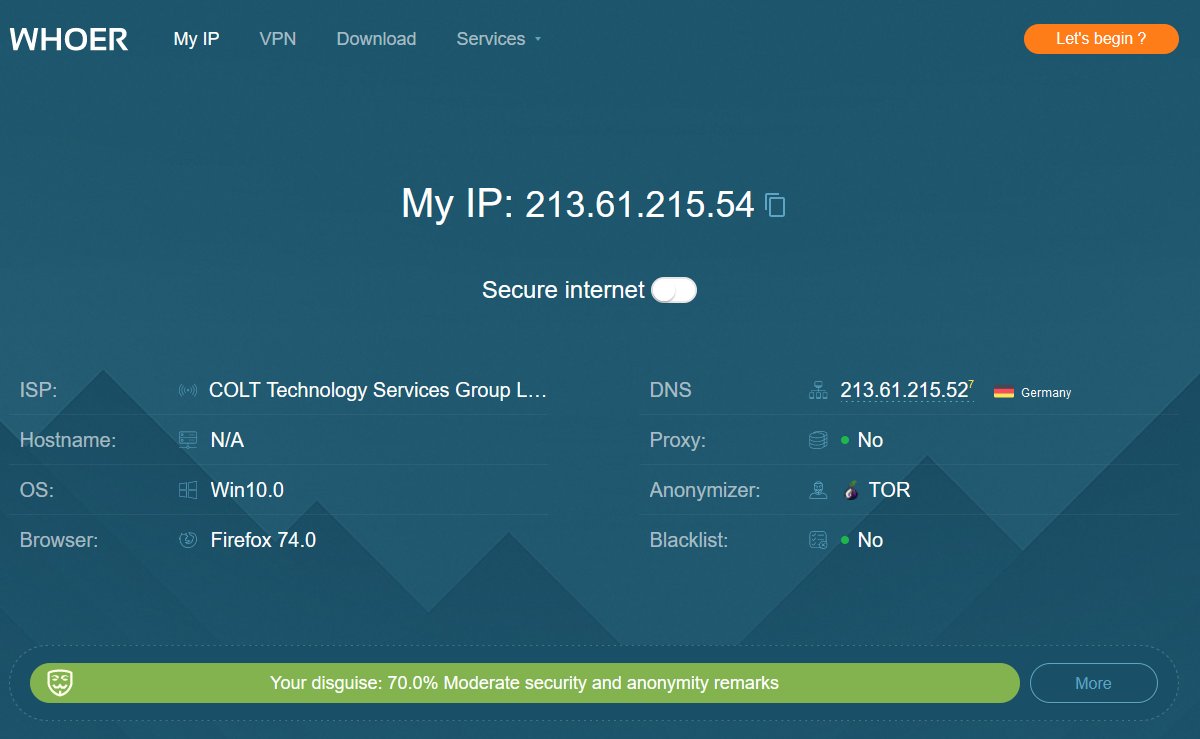 WHOER My IP VPN Download Services Let's begin ?
My IP: 213.61.215.54
Secure internet
ISP: COLT Technology Services Group L... DNS 213.61.215.52⁷ Germany
Hostname: N/A Proxy: No
OS: Win10.0 Anonymizer: TOR
Browser: Firefox 74.0 Blacklist: No
Your disguise: 70.0% Moderate security and anonymity remarks More